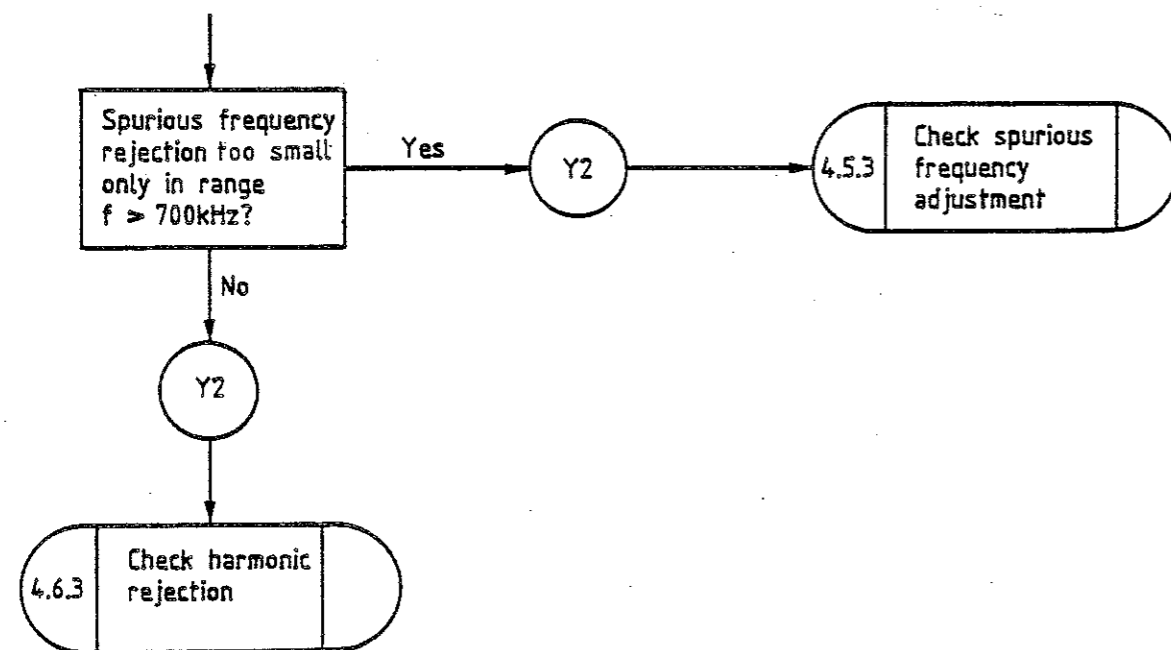 Spurious frequency
rejection too small
only in range
f > 700kHz?
Yes
Y2
4.5.3
Check spurious
frequency
adjustment
No
Y2
4.6.3
Check harmonic
rejection